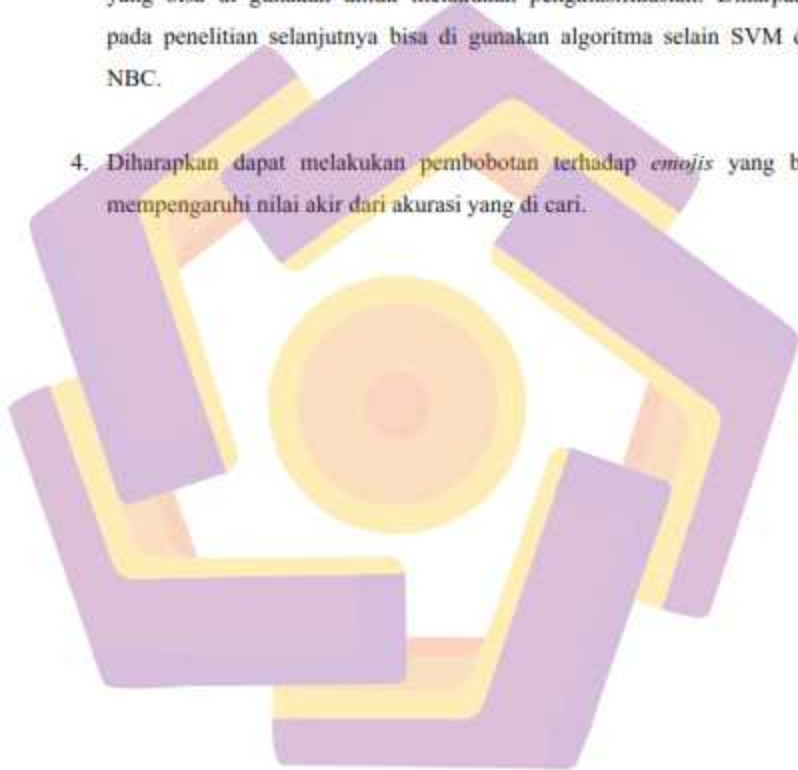 pada penelitian selanjutnya bisa di gunakan algoritma selain SVM
NBC.
4. Diharapkan dapat melakukan pembobotan terhadap emojis yang
mempengaruhi nilai akir dari akurasi yang di cari.